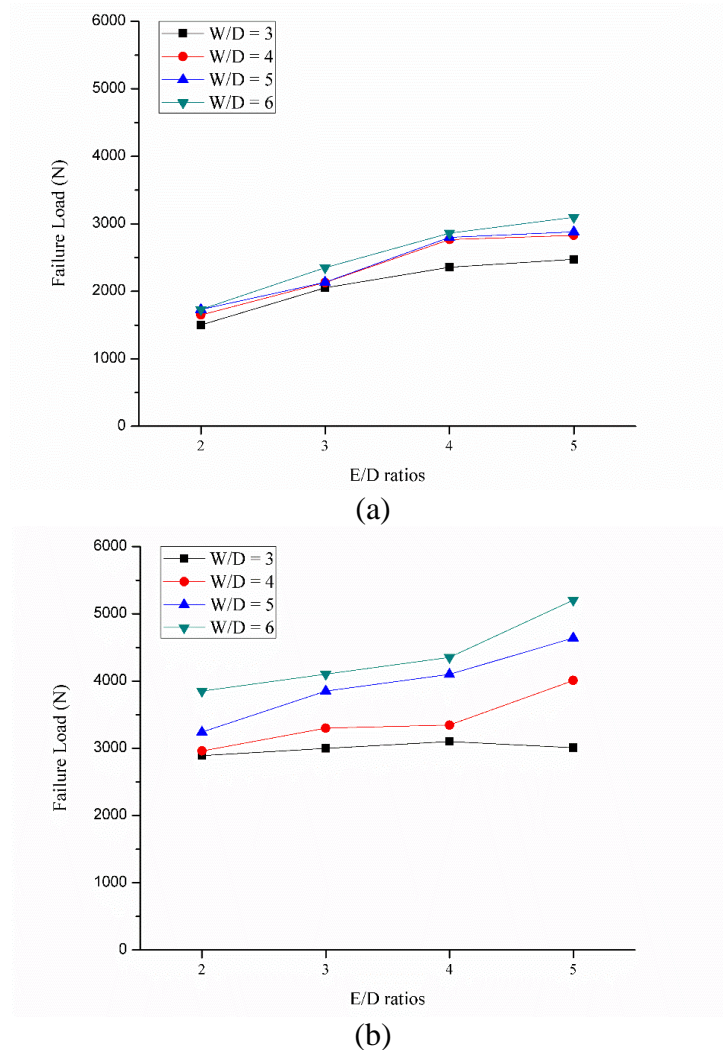 6000
5000
4000
3000
2000
1000
0
Failure Load (N)
W/D = 3
W/D = 4
W/D = 5
W/D = 6
2 3 4 5
E/D ratios
(a)
6000
5000
4000
3000
2000
1000
0
Failure Load (N)
W/D = 3
W/D = 4
W/D = 5
W/D = 6
2 3 4 5
E/D ratios
(b)